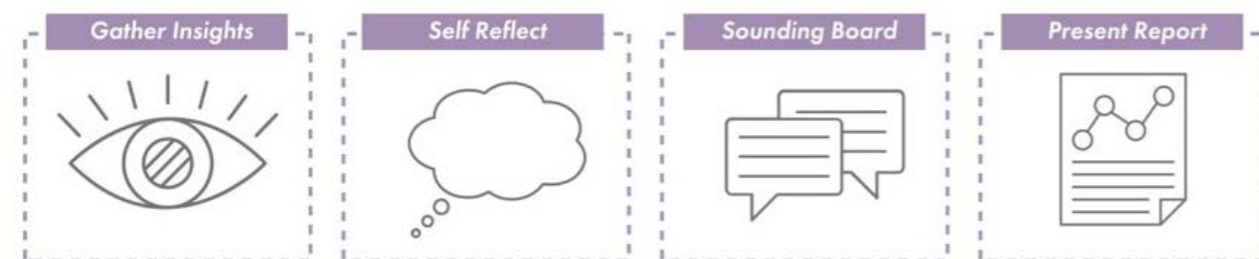 Gather Insights
Self Reflect
Sounding Board
Present Report